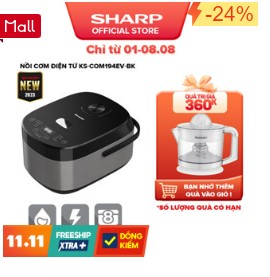 Mall
SHARP
OFFICIAL STORE
-24%
Chỉ từ 01-08.08
NỒI CƠM ĐIỆN TỬ KS-COM194EV-BK
NEW
2023
QUÀ TRỊ GIÁ
360K
BẠN NHỚ THÊM
QUÀ VÀO GIỎ !
*SỐ LƯỢNG QUÀ CÓ HẠN
11.11
FREESHIP
XTRA+
ĐỒNG
KIỂM